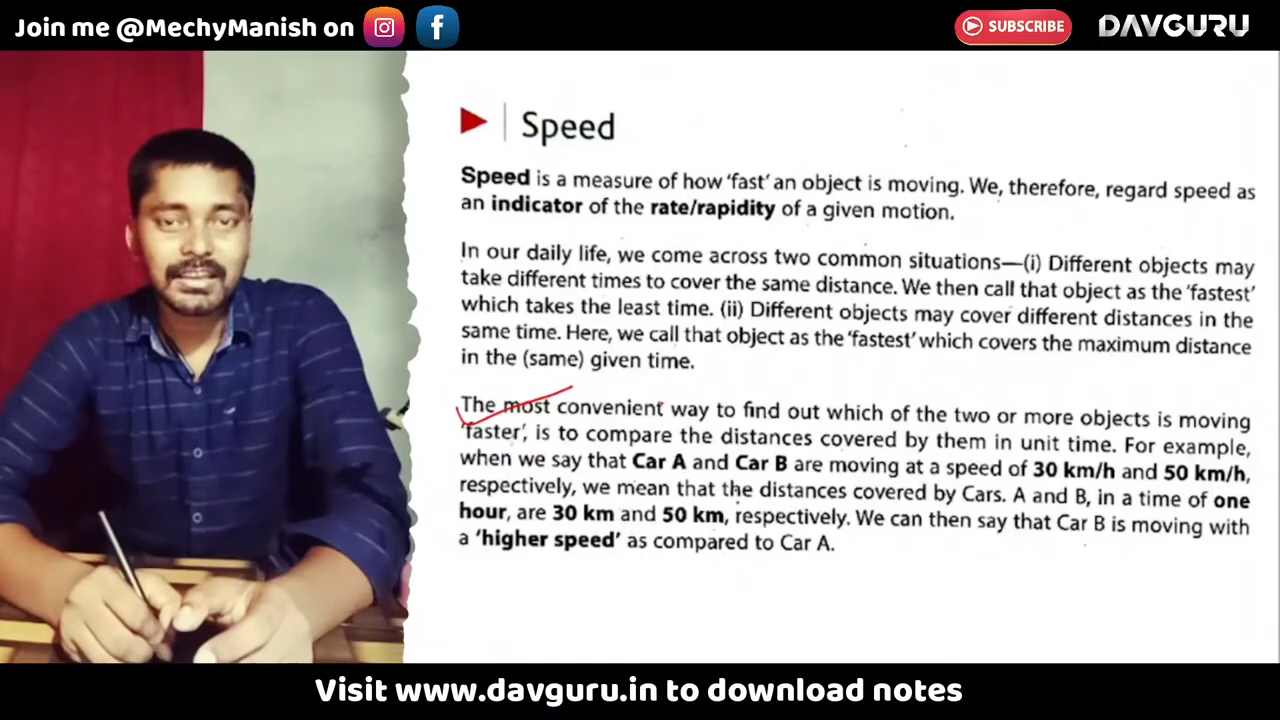 Join me @MechyManish on
SUBSCRIBE
DAVGURU
Speed
Speed is a measure of how 'fast' an object is moving. We, therefore, regard speed as
an indicator of the rate/rapidity of a given motion.
In our daily life, we come across two common situations—(i) Different objects may
take different times to cover the same distance. We then call that object as the 'fastest'
which takes the least time. (ii) Different objects may cover different distances in the
same time. Here, we call that object as the 'fastest' which covers the maximum distance
in the (same) given time.
The most convenient way to find out which of the two or more objects is moving
'faster', is to compare the distances covered by them in unit time. For example,
when we say that Car A and Car B are moving at a speed of 30 km/h and 50 km/h,
respectively, we mean that the distances covered by Cars. A and B, in a time of one
hour, are 30 km and 50 km, respectively. We can then say that Car B is moving with
a 'higher speed' as compared to Car A.
Visit www.davguru.in to download notes